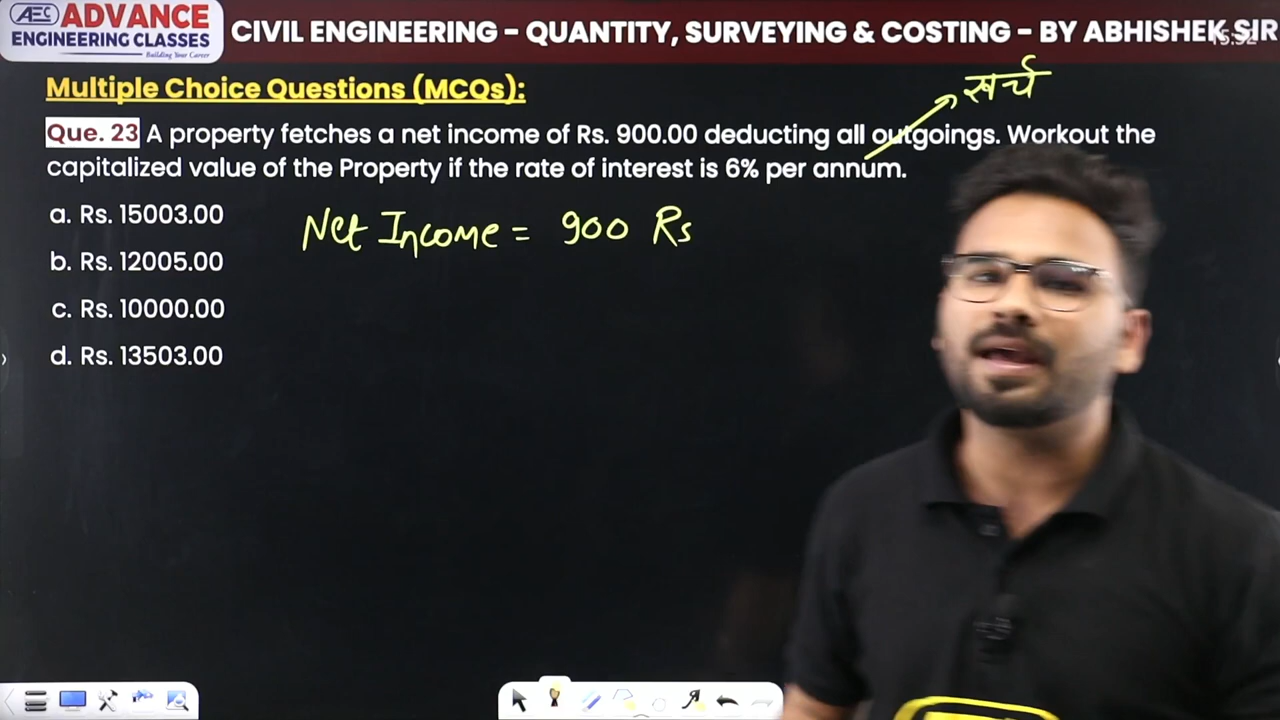 AEC ADVANCE
ENGINEERING CLASSES
Building Your Career
CIVIL ENGINEERING - QUANTITY, SURVEYING & COSTING - BY ABHISHEK SIR
Multiple Choice Questions (MCQs):
खर्च
Que. 23 A property fetches a net income of Rs. 900.00 deducting all outgoings. Workout the
capitalized value of the Property if the rate of interest is 6% per annum.
a. Rs. 15003.00
Net Income = 900 Rs
b. Rs. 12005.00
c. Rs. 10000.00
d. Rs. 13503.00